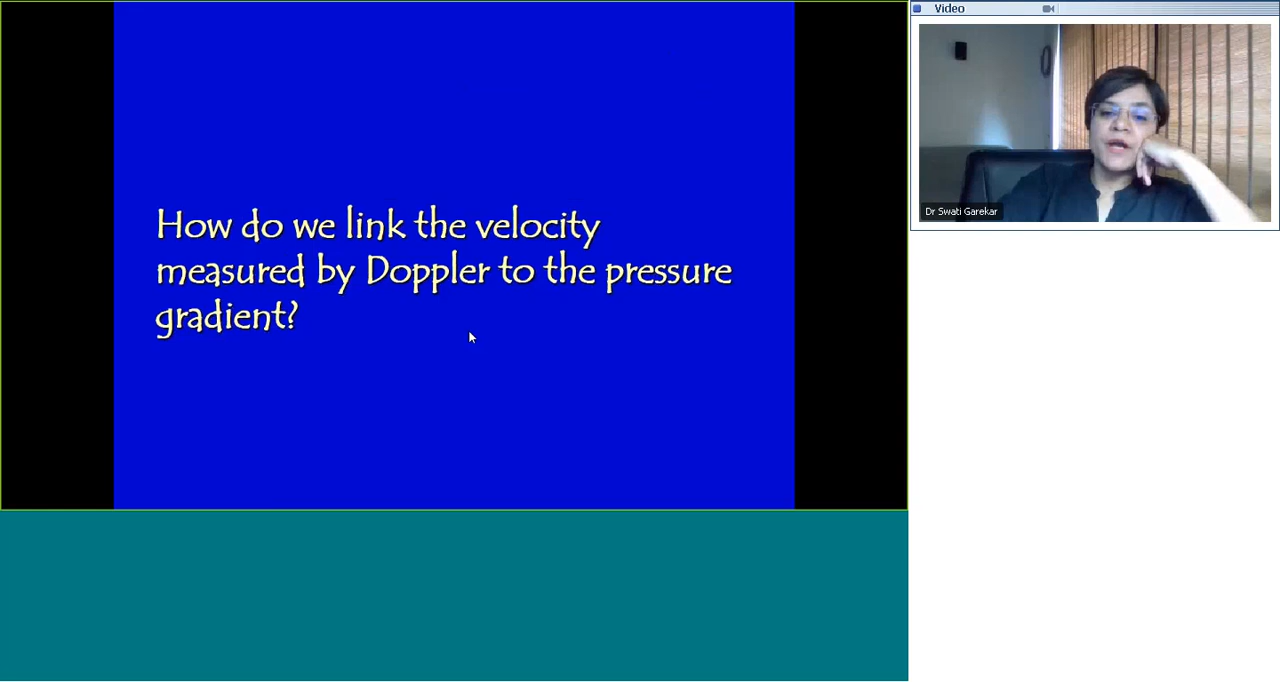 Video
How do we link the velocity
measured by Doppler to the pressure
gradient?
Dr Swati Garekar